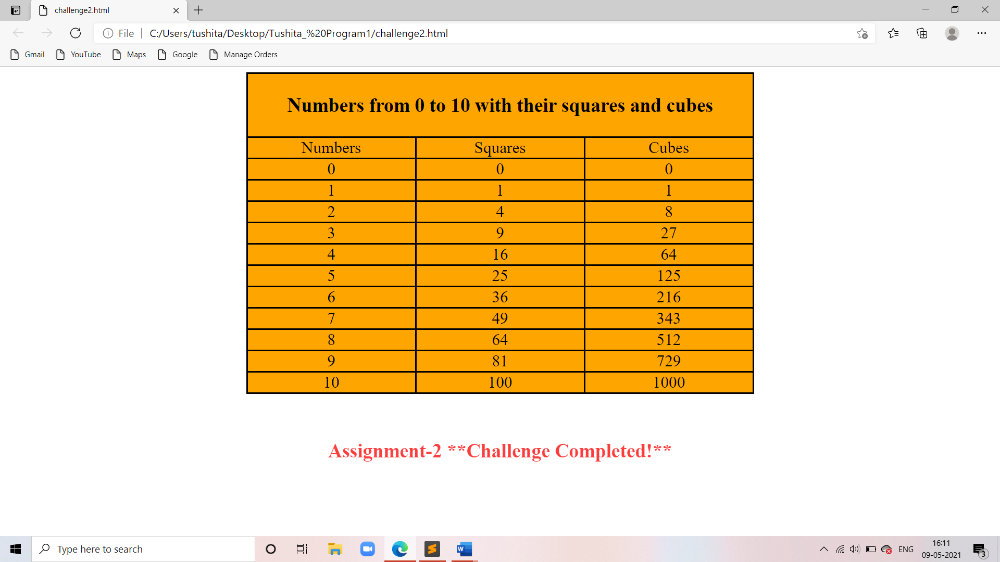 challenge2.html
File | C:/Users/tushita/Desktop/Tushita_%20Program1/challenge2.html
Gmail YouTube Maps Google Manage Orders
Numbers from 0 to 10 with their squares and cubes
Numbers Squares Cubes
0 0 0
1 1 1
2 4 8
3 9 27
4 16 64
5 25 125
6 36 216
7 49 343
8 64 512
9 81 729
10 100 1000
Assignment-2 **Challenge Completed!**
Type here to search
W
ENG
16:11
09-05-2021
3